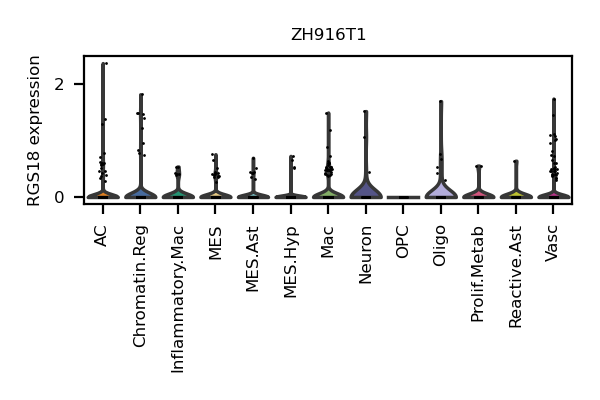 ZH916T1
RGS18 expression
2
0
AC
Chromatin.Reg
Inflammatory.Mac
MES
MES.Ast
MES.Hyp
Mac
Neuron
OPC
Oligo
Prolif.Metab
Reactive.Ast
Vasc